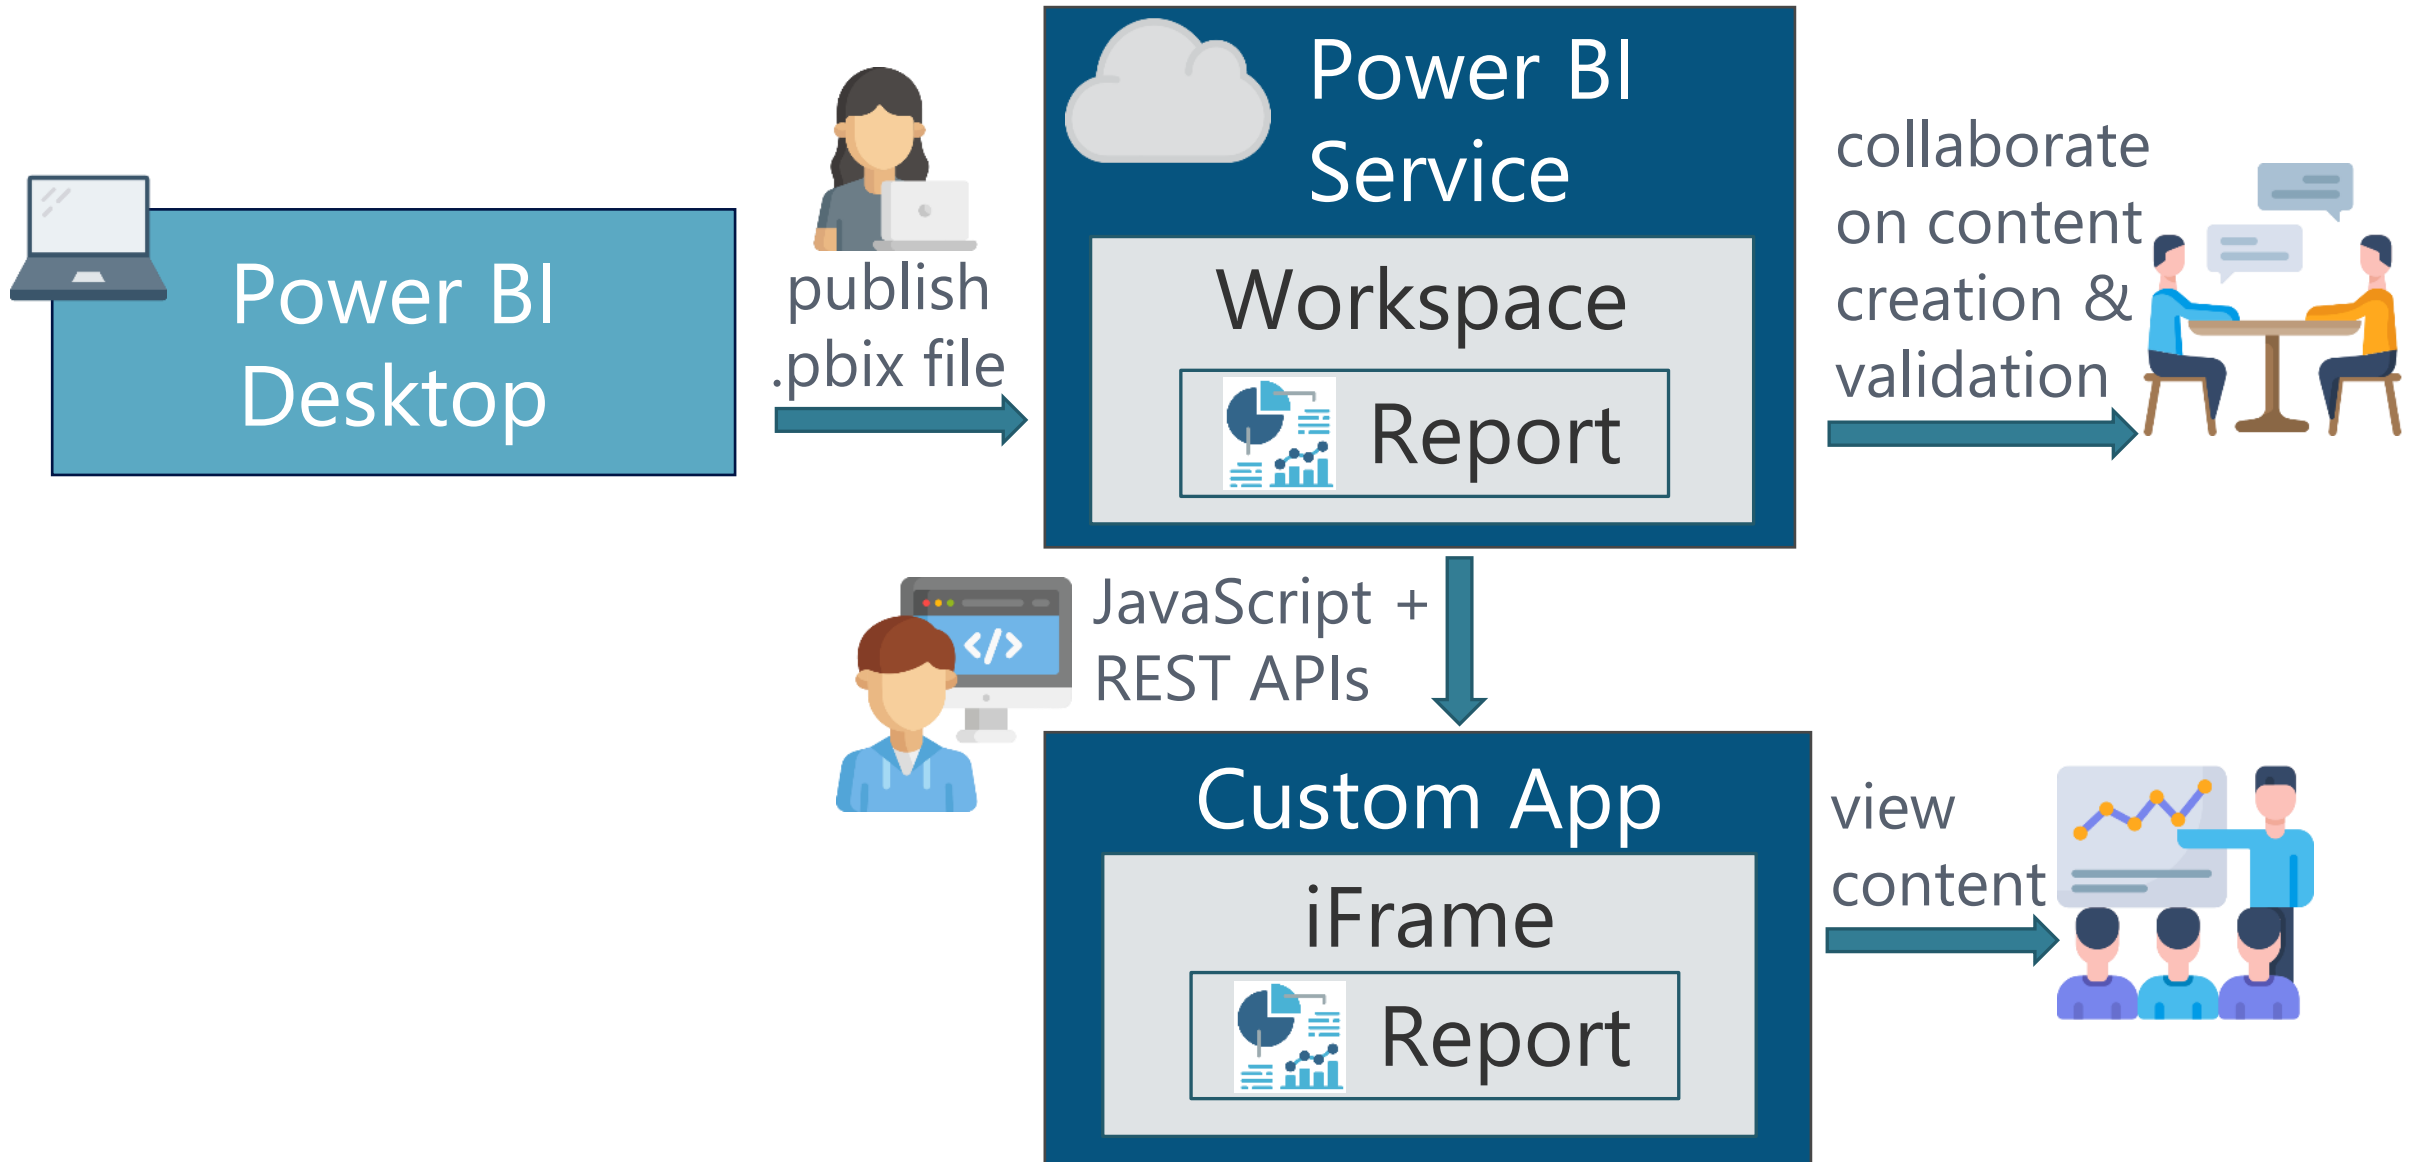 Power BI
Desktop
publish
.pbix file
Power BI
Service
Workspace
Report
collaborate
on content
creation &
validation
JavaScript +
REST APIs
Custom App
iFrame
Report
view
content